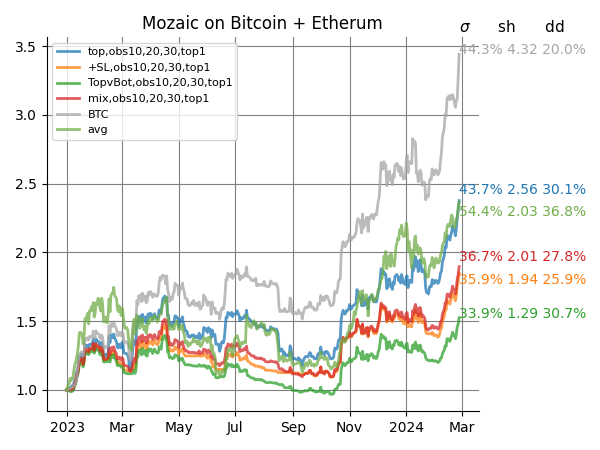 Mozaic on Bitcoin + Etherum
σ sh dd
top,obs10,20,30,top1
+SL,obs10,20,30,top1
TopvBot,obs10,20,30,top1
mix,obs10,20,30,top1
BTC
avg
44.3% 4.32 20.0%
43.7% 2.56 30.1%
54.4% 2.03 36.8%
36.7% 2.01 27.8%
35.9% 1.94 25.9%
33.9% 1.29 30.7%
3.5
3.0
2.5
2.0
1.5
1.0
2023 Mar May Jul Sep Nov 2024 Mar